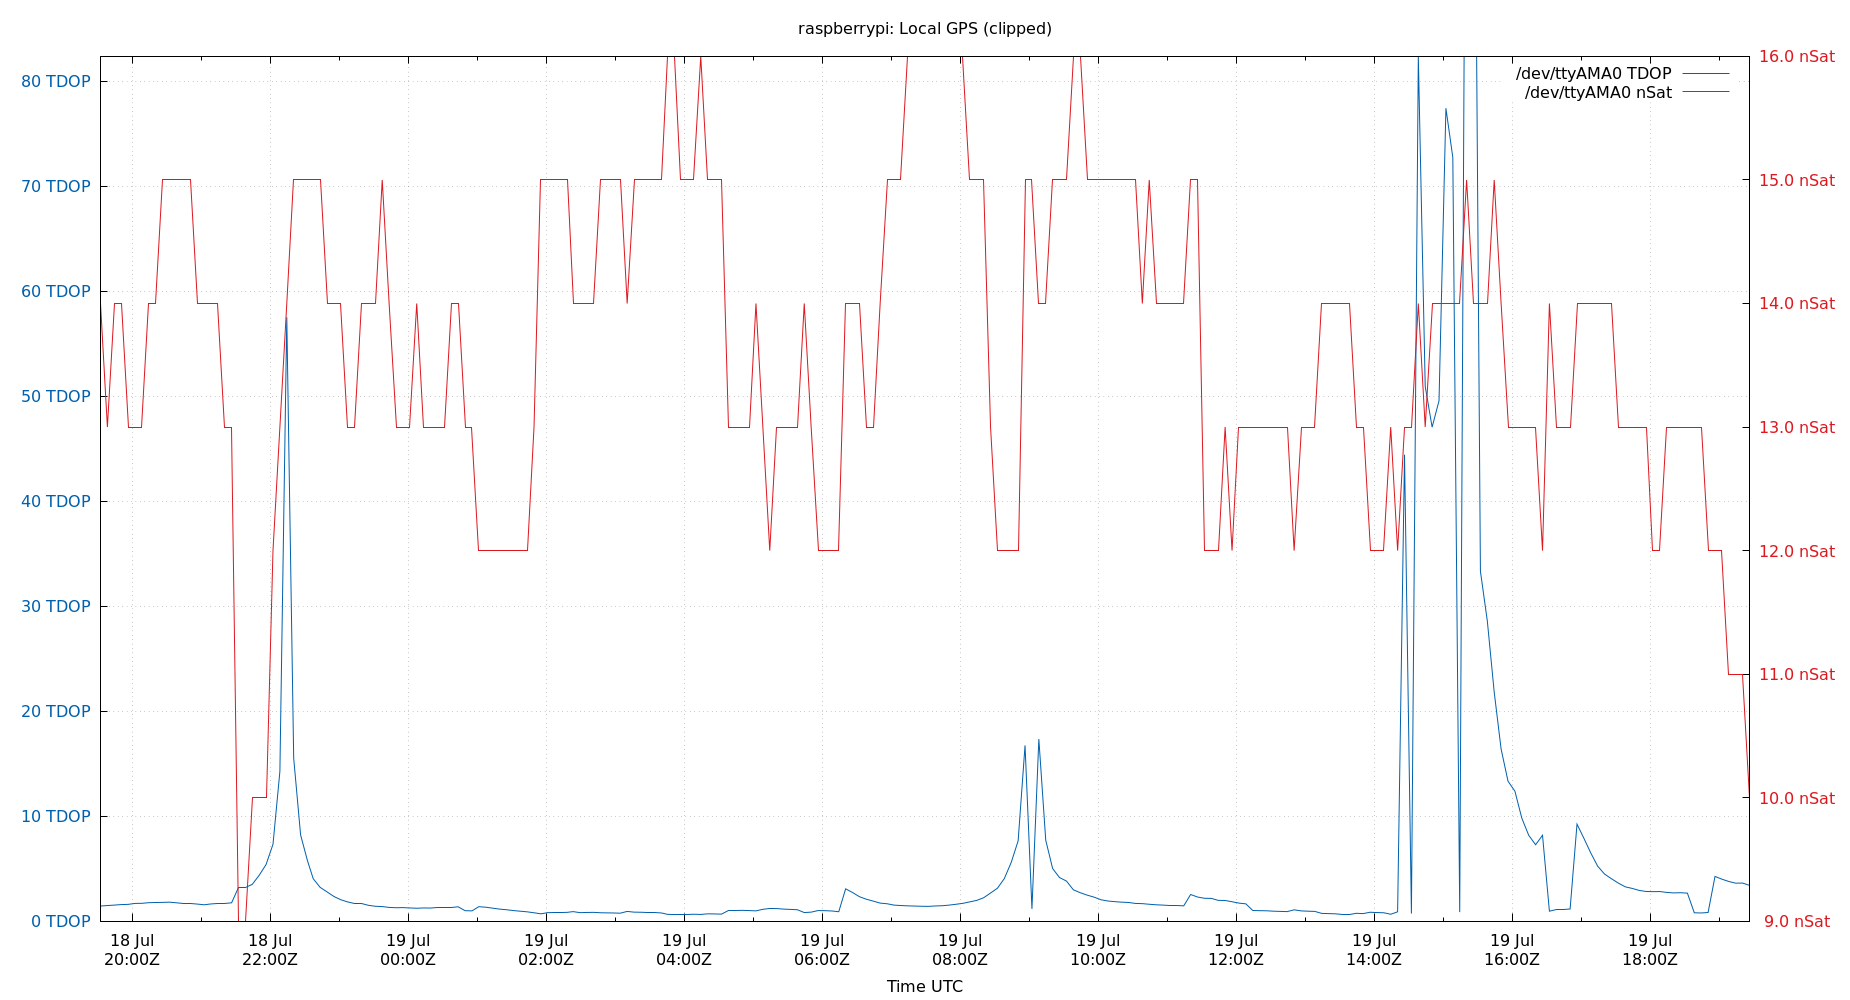 raspberrypi: Local GPS (clipped)
80 TDOP
70 TDOP
60 TDOP
50 TDOP
40 TDOP
30 TDOP
20 TDOP
10 TDOP
0 TDOP
/dev/ttyAMA0 TDOP
/dev/ttyAMA0 nSat
16.0 nSat
15.0 nSat
14.0 nSat
13.0 nSat
12.0 nSat
11.0 nSat
10.0 nSat
9.0 nSat
18 Jul 18 Jul 19 Jul 19 Jul 19 Jul 19 Jul 19 Jul 19 Jul 19 Jul 19 Jul 19 Jul 19 Jul
20:00Z 22:00Z 00:00Z 02:00Z 04:00Z 06:00Z 08:00Z 10:00Z 12:00Z 14:00Z 16:00Z 18:00Z
Time UTC